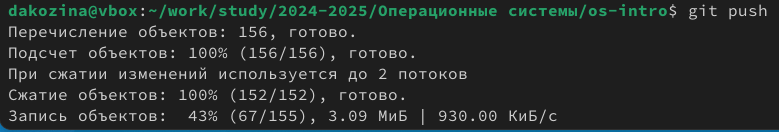 dakozina@vbox:~/work/study/2024-2025/Операционные системы/os-intro$ git push
Перечисление объектов: 156, готово.
Подсчет объектов: 100% (156/156), готово.
При сжатии изменений используется до 2 потоков
Сжатие объектов: 100% (152/152), готово.
Запись объектов:  43% (67/155), 3.09 МиБ | 930.00 КиБ/с